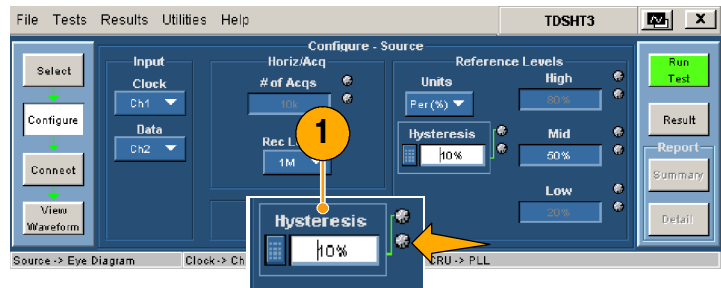 File Tests Results Utilities Help TDSHT3 X
Configure - Source
Select
Configure
Connect
View
Waveform
Input
Clock
Ch1
Data
Ch2
Horiz/Acq
# of Acqs
10k
Rec L
1M
Reference Levels
Units
Per(%)
Hysteresis
10%
High
80%
Mid
50%
Low
20%
Run
Test
Result
Report
Summary
Detail
1
Hysteresis
10%
Source -> Eye Diagram Clock-> Ch CRU -> PLL